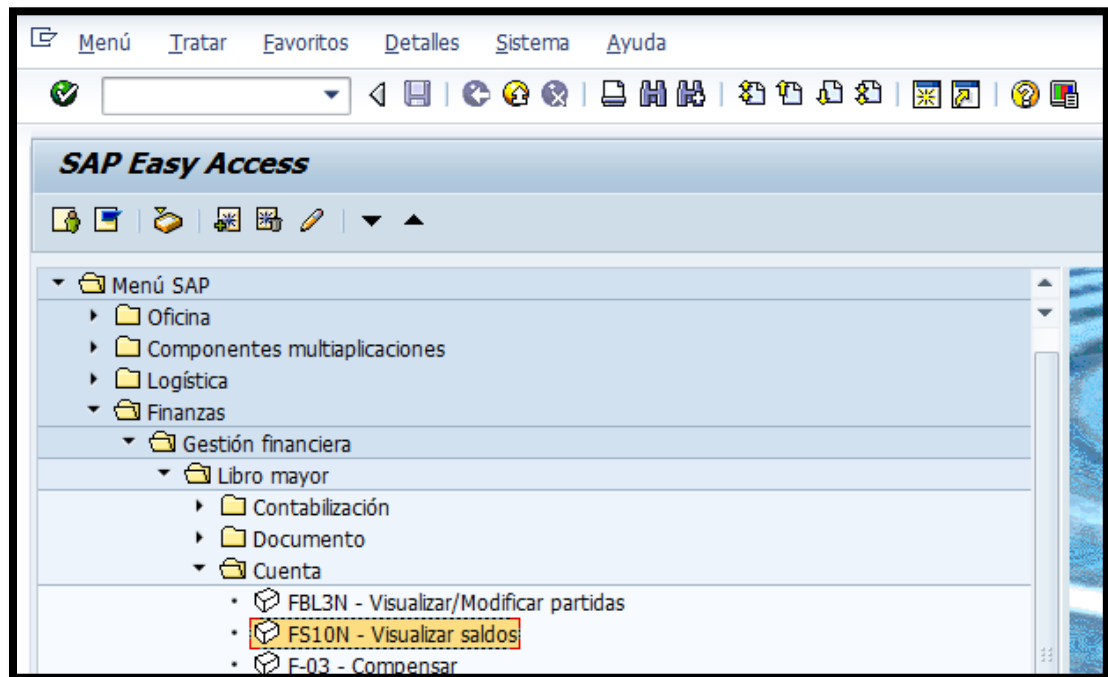 Menú Tratar Favoritos Detalles Sistema Ayuda
SAP Easy Access
Menú SAP
Oficina
Componentes multiaplicaciones
Logística
Finanzas
Gestión financiera
Libro mayor
Contabilización
Documento
Cuenta
FBL3N - Visualizar/Modificar partidas
FS10N - Visualizar saldos
F-03 - Compensar